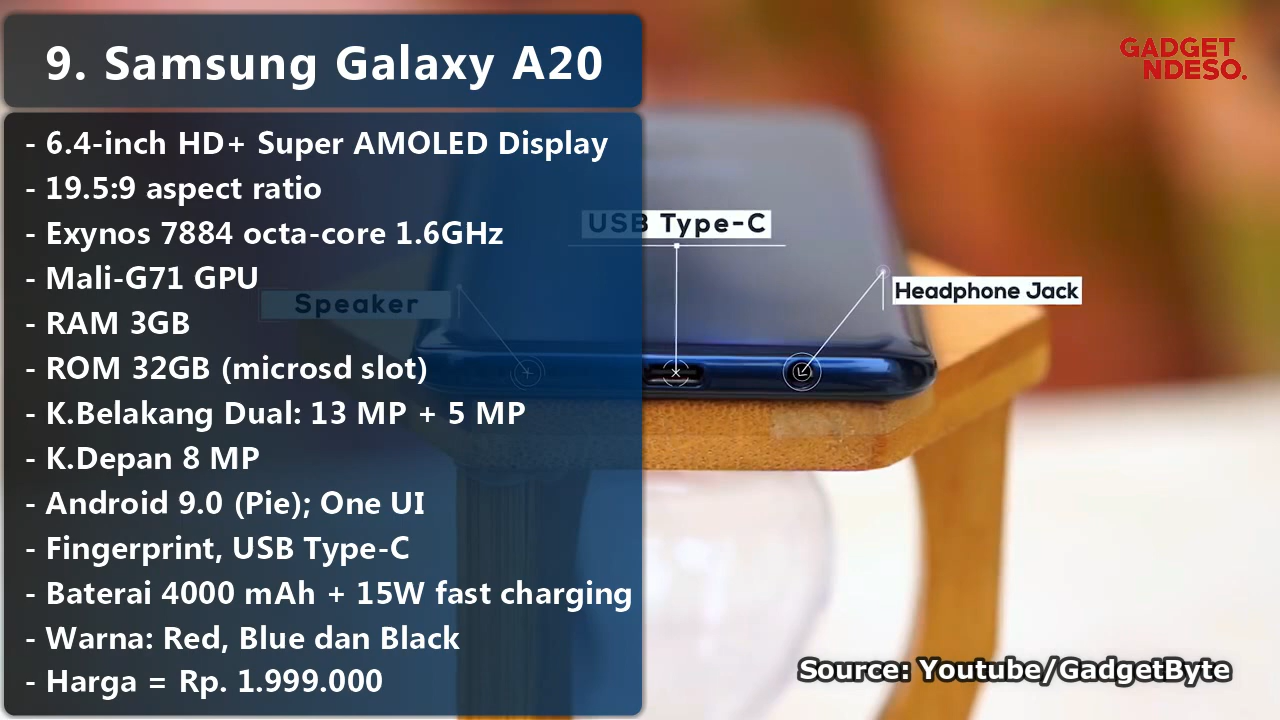 9. Samsung Galaxy A20
GADGET
NDESO.
- 6.4-inch HD+ Super AMOLED Display
- 19.5:9 aspect ratio
- Exynos 7884 octa-core 1.6GHz
- Mali-G71 GPU
- RAM 3GB
- ROM 32GB (microsd slot)
- K.Belakang Dual: 13 MP + 5 MP
- K.Depan 8 MP
- Android 9.0 (Pie); One UI
- Fingerprint, USB Type-C
- Baterai 4000 mAh + 15W fast charging
- Warna: Red, Blue dan Black
- Harga = Rp. 1.999.000
USB Type-C
Speaker
Headphone Jack
Source: Youtube/GadgetByte